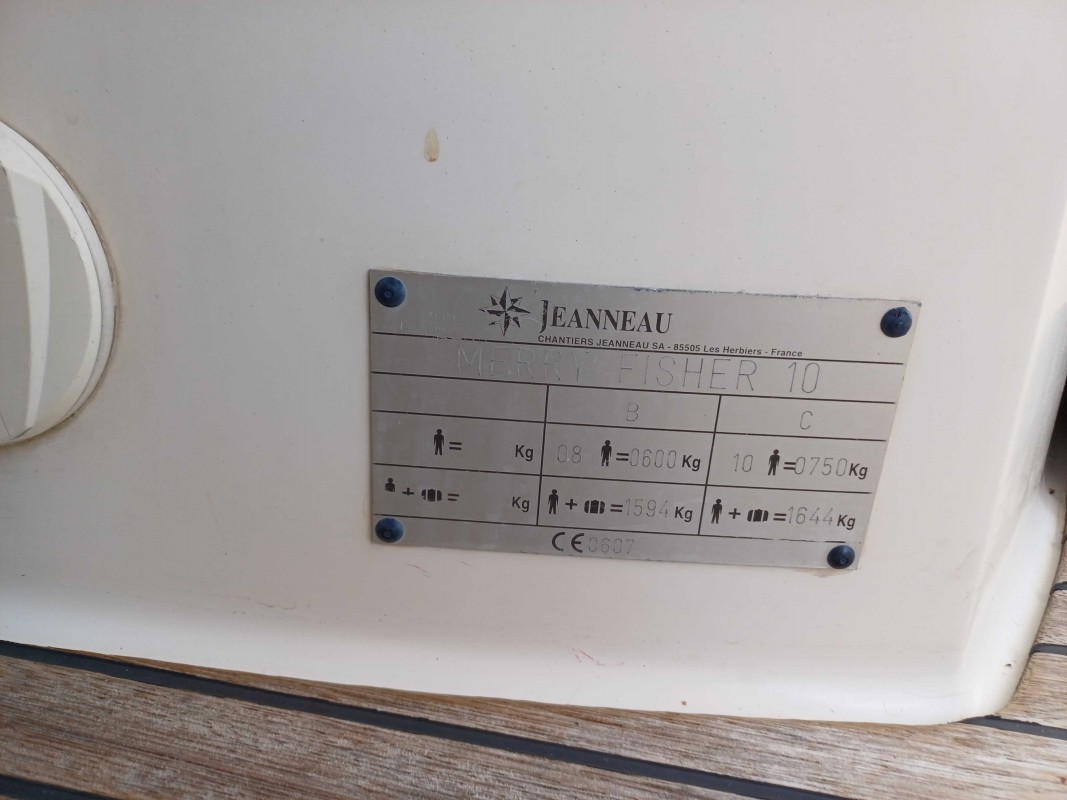 JEANNEAU
CHANTIERS JEANNEAU SA - 85505 Les Herbiers - France
MERRY FISHER 10
B C
= Kg 08 =0600 Kg 10 =0750 Kg
+ = Kg + =1594 Kg + =1644 Kg
CE 0607